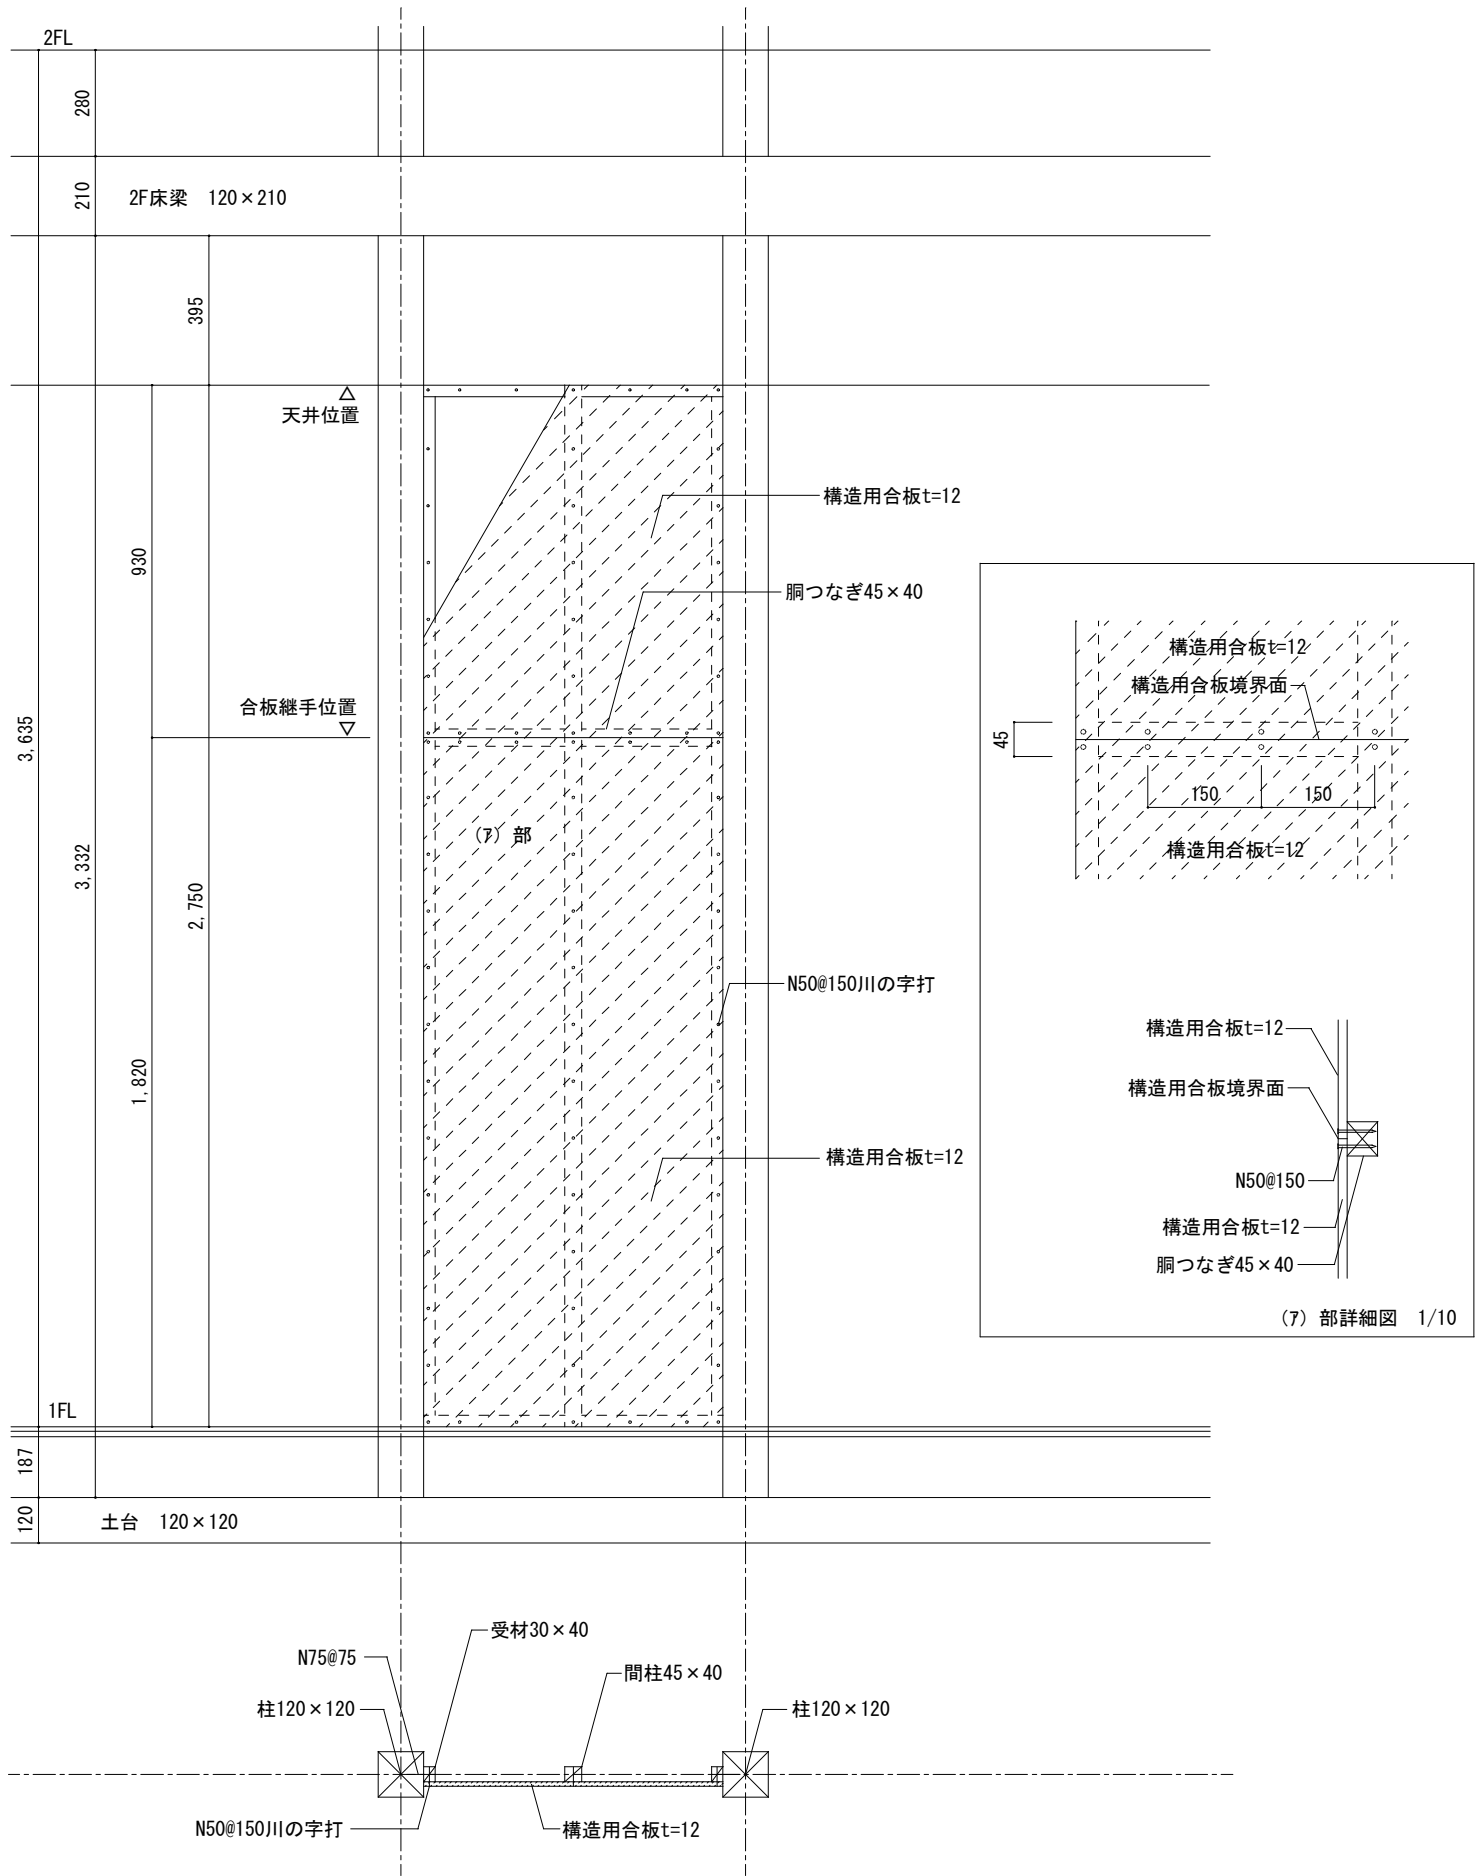 2FL
280
210
2F床梁　120×210
395
天井位置
構造用合板t=12
930
胴つなぎ45×40
合板継手位置
3,635
3,332
2,750
(ｱ) 部
N50@150川の字打
1,820
構造用合板t=12
1FL
187
120
土台　120×120
構造用合板t=12
構造用合板境界面
45
150
150
構造用合板t=12
構造用合板t=12
構造用合板境界面
N50@150
構造用合板t=12
胴つなぎ45×40
(ｱ) 部詳細図　1/10
受材30×40
N75@75
間柱45×40
柱120×120
柱120×120
N50@150川の字打
構造用合板t=12